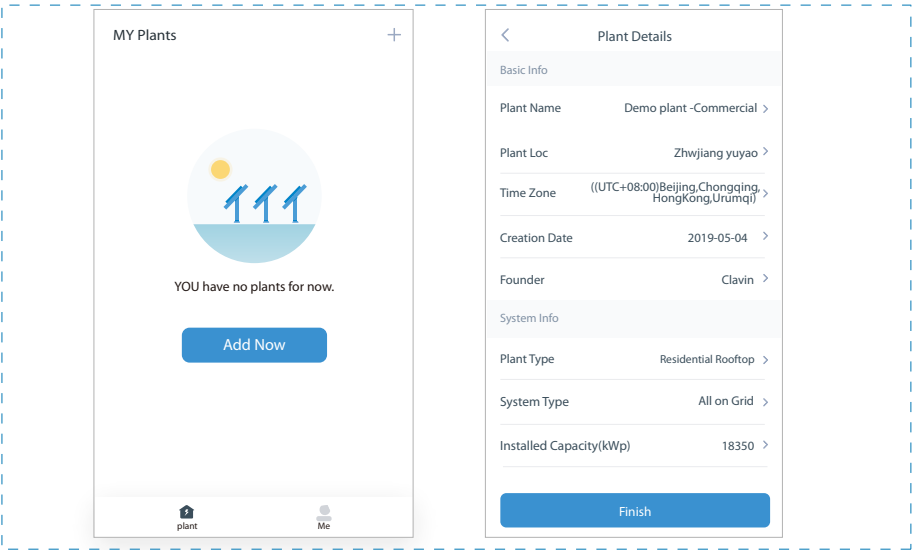 MY Plants
YOU have no plants for now.
Add Now
plant
Me
Plant Details
Basic Info
Plant Name Demo plant -Commercial
Plant Loc Zhwjiang yuyao
Time Zone ((UTC+08:00)Beijing,Chongqing,
HongKong,Urumqi)
Creation Date 2019-05-04
Founder Clavin
System Info
Plant Type Residential Rooftop
System Type All on Grid
Installed Capacity(kWp) 18350
Finish